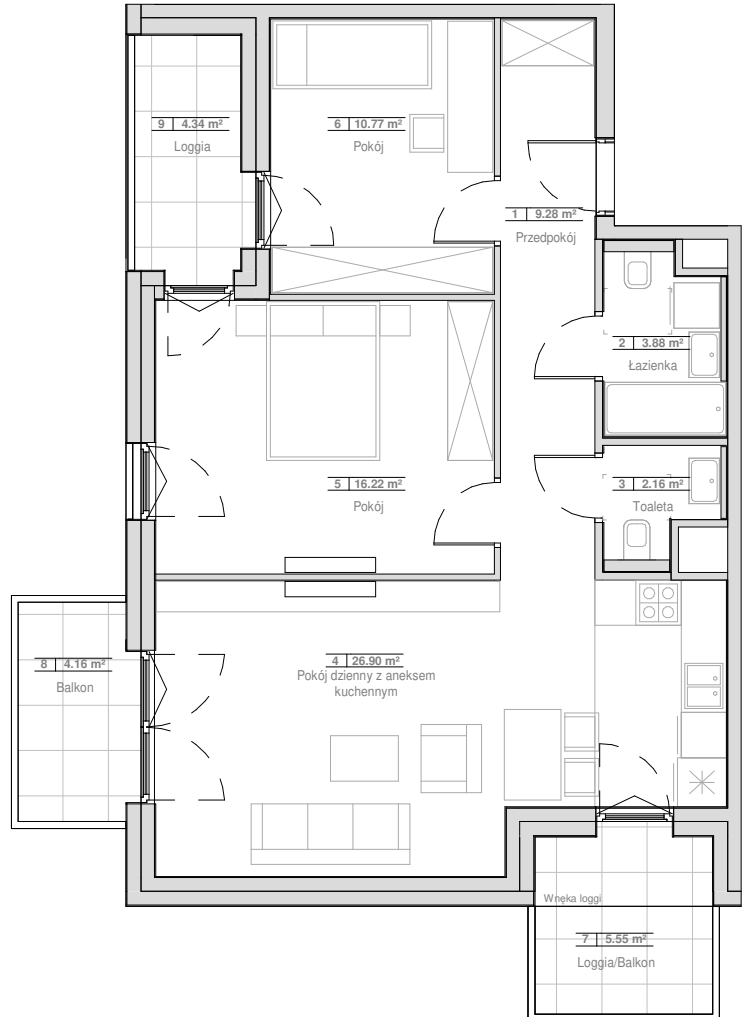 9 4.34 m²
Loggia
6 10.77 m²
Pokój
1 9.28 m²
Przedpokój
2 3.88 m²
Łazienka
5 16.22 m²
Pokój
3 2.16 m²
Toaleta
8 4.16 m²
Balkon
4 26.90 m²
Pokój dzienny z aneksem
kuchennym
Wnęka loggi
7 5.55 m²
Loggia/Balkon